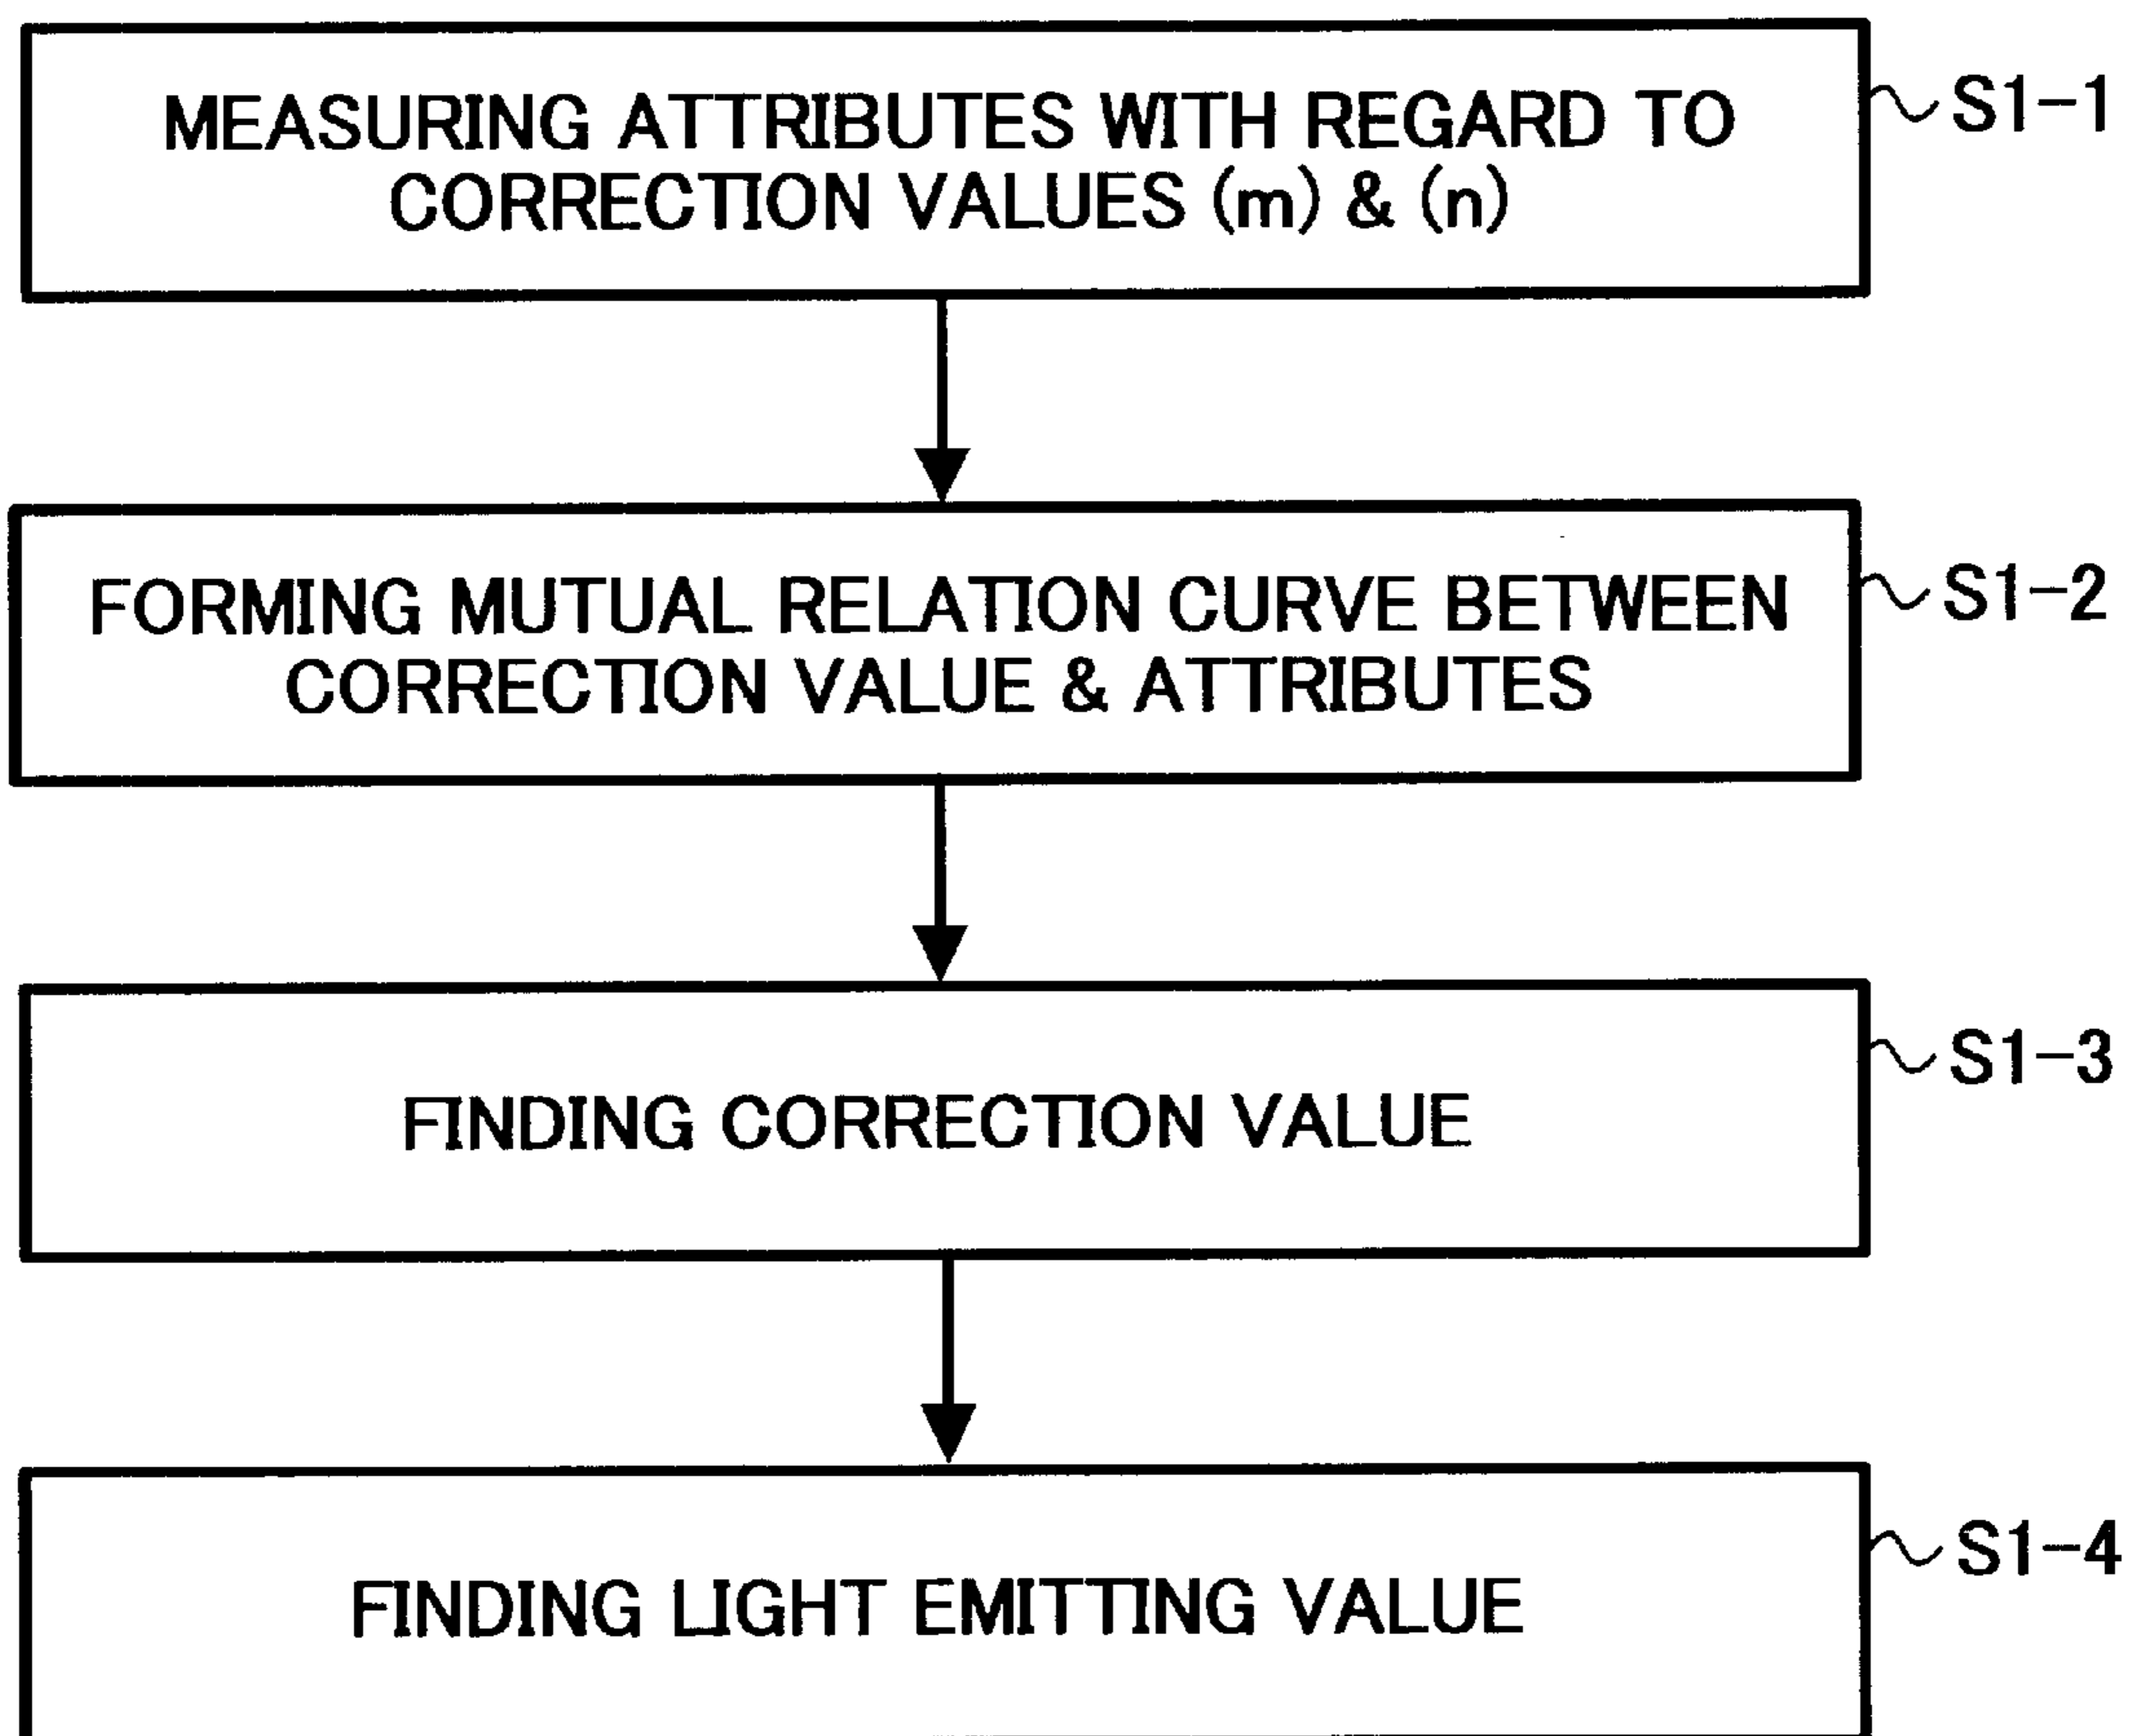 MEASURING ATTRIBUTES WITH REGARD TO
CORRECTION VALUES (m) & (n)
S1-1
FORMING MUTUAL RELATION CURVE BETWEEN
CORRECTION VALUE & ATTRIBUTES
S1-2
FINDING CORRECTION VALUE
S1-3
FINDING LIGHT EMITTING VALUE
S1-4